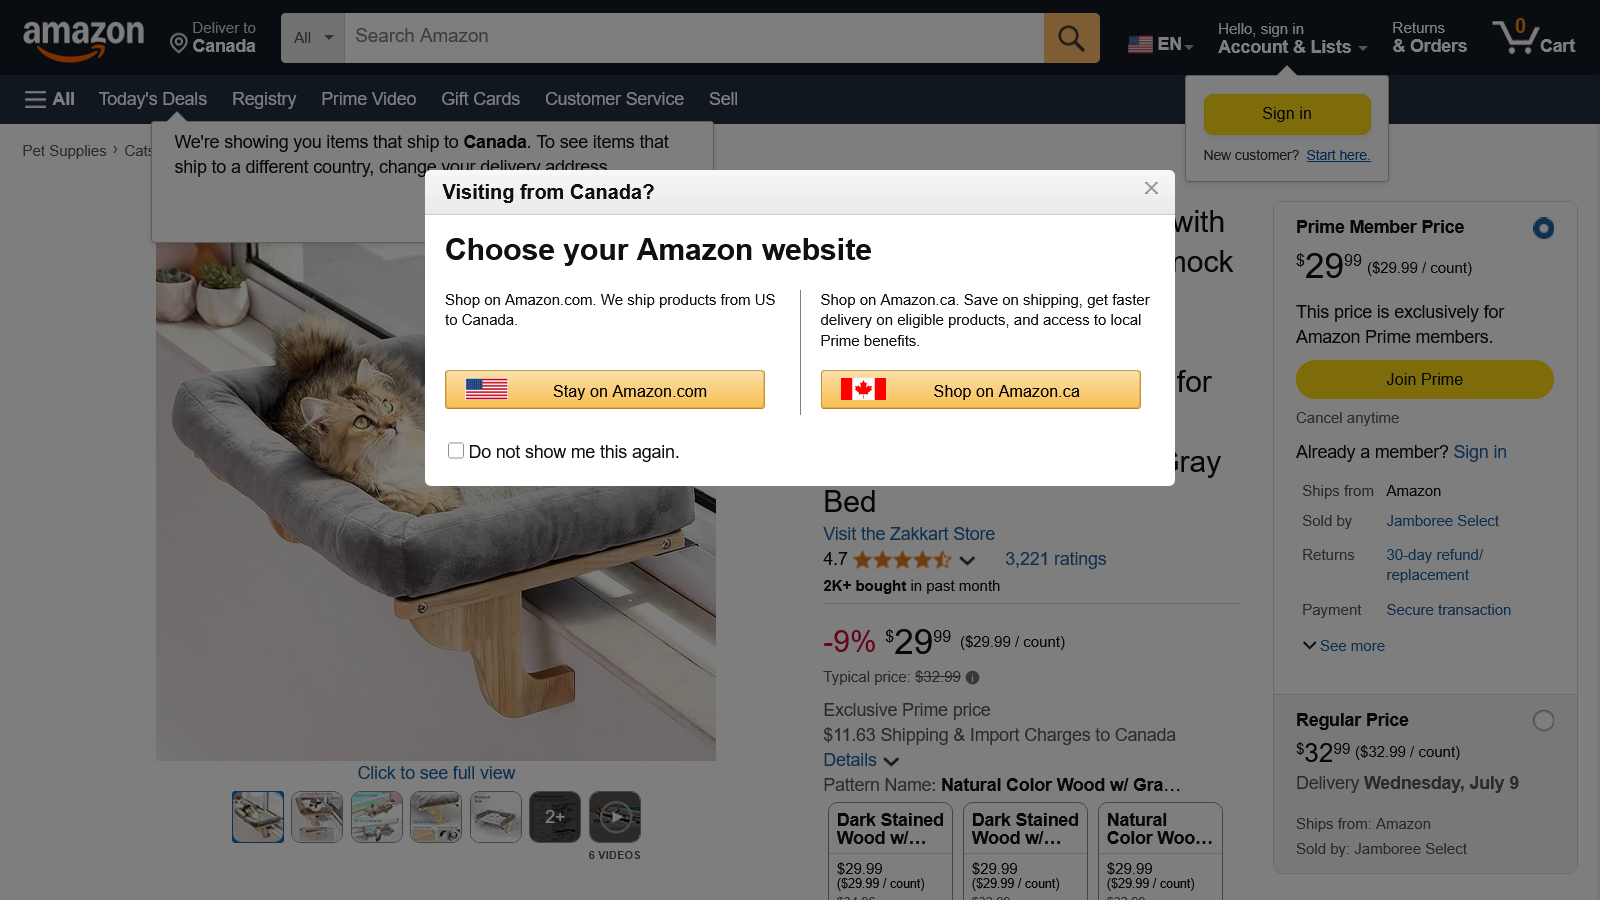 amazon
Deliver to
Canada
All
Search Amazon
EN
Hello, sign in
Account & Lists
Returns
& Orders
0
Cart
All
Today's Deals
Registry
Prime Video
Gift Cards
Customer Service
Sell
Sign in
New customer? Start here.
Pet Supplies › Cats
We're showing you items that ship to Canada. To see items that
ship to a different country, change your delivery address.
Visiting from Canada?
Choose your Amazon website
Shop on Amazon.com. We ship products from US
to Canada.
Stay on Amazon.com
Shop on Amazon.ca. Save on shipping, get faster
delivery on eligible products, and access to local
Prime benefits.
Shop on Amazon.ca
Do not show me this again.
with
for
Gray
Bed
Visit the Zakkart Store
4.7
3,221 ratings
2K+ bought in past month
-9% $29 99 ($29.99 / count)
Typical price: $32.99
Exclusive Prime price
$11.63 Shipping & Import Charges to Canada
Details
Pattern Name: Natural Color Wood w/ Gra…
Dark Stained
Wood w/…
$29.99
($29.99 / count)
Dark Stained
Wood w/…
$29.99
($29.99 / count)
Natural
Color Woo…
$29.99
($29.99 / count)
Click to see full view
2+
6 VIDEOS
Prime Member Price
$29 99 ($29.99 / count)
This price is exclusively for
Amazon Prime members.
Join Prime
Cancel anytime
Already a member? Sign in
Ships from Amazon
Sold by Jamboree Select
Returns 30-day refund/
replacement
Payment Secure transaction
See more
Regular Price
$32 99 ($32.99 / count)
Delivery Wednesday, July 9
Ships from: Amazon
Sold by: Jamboree Select